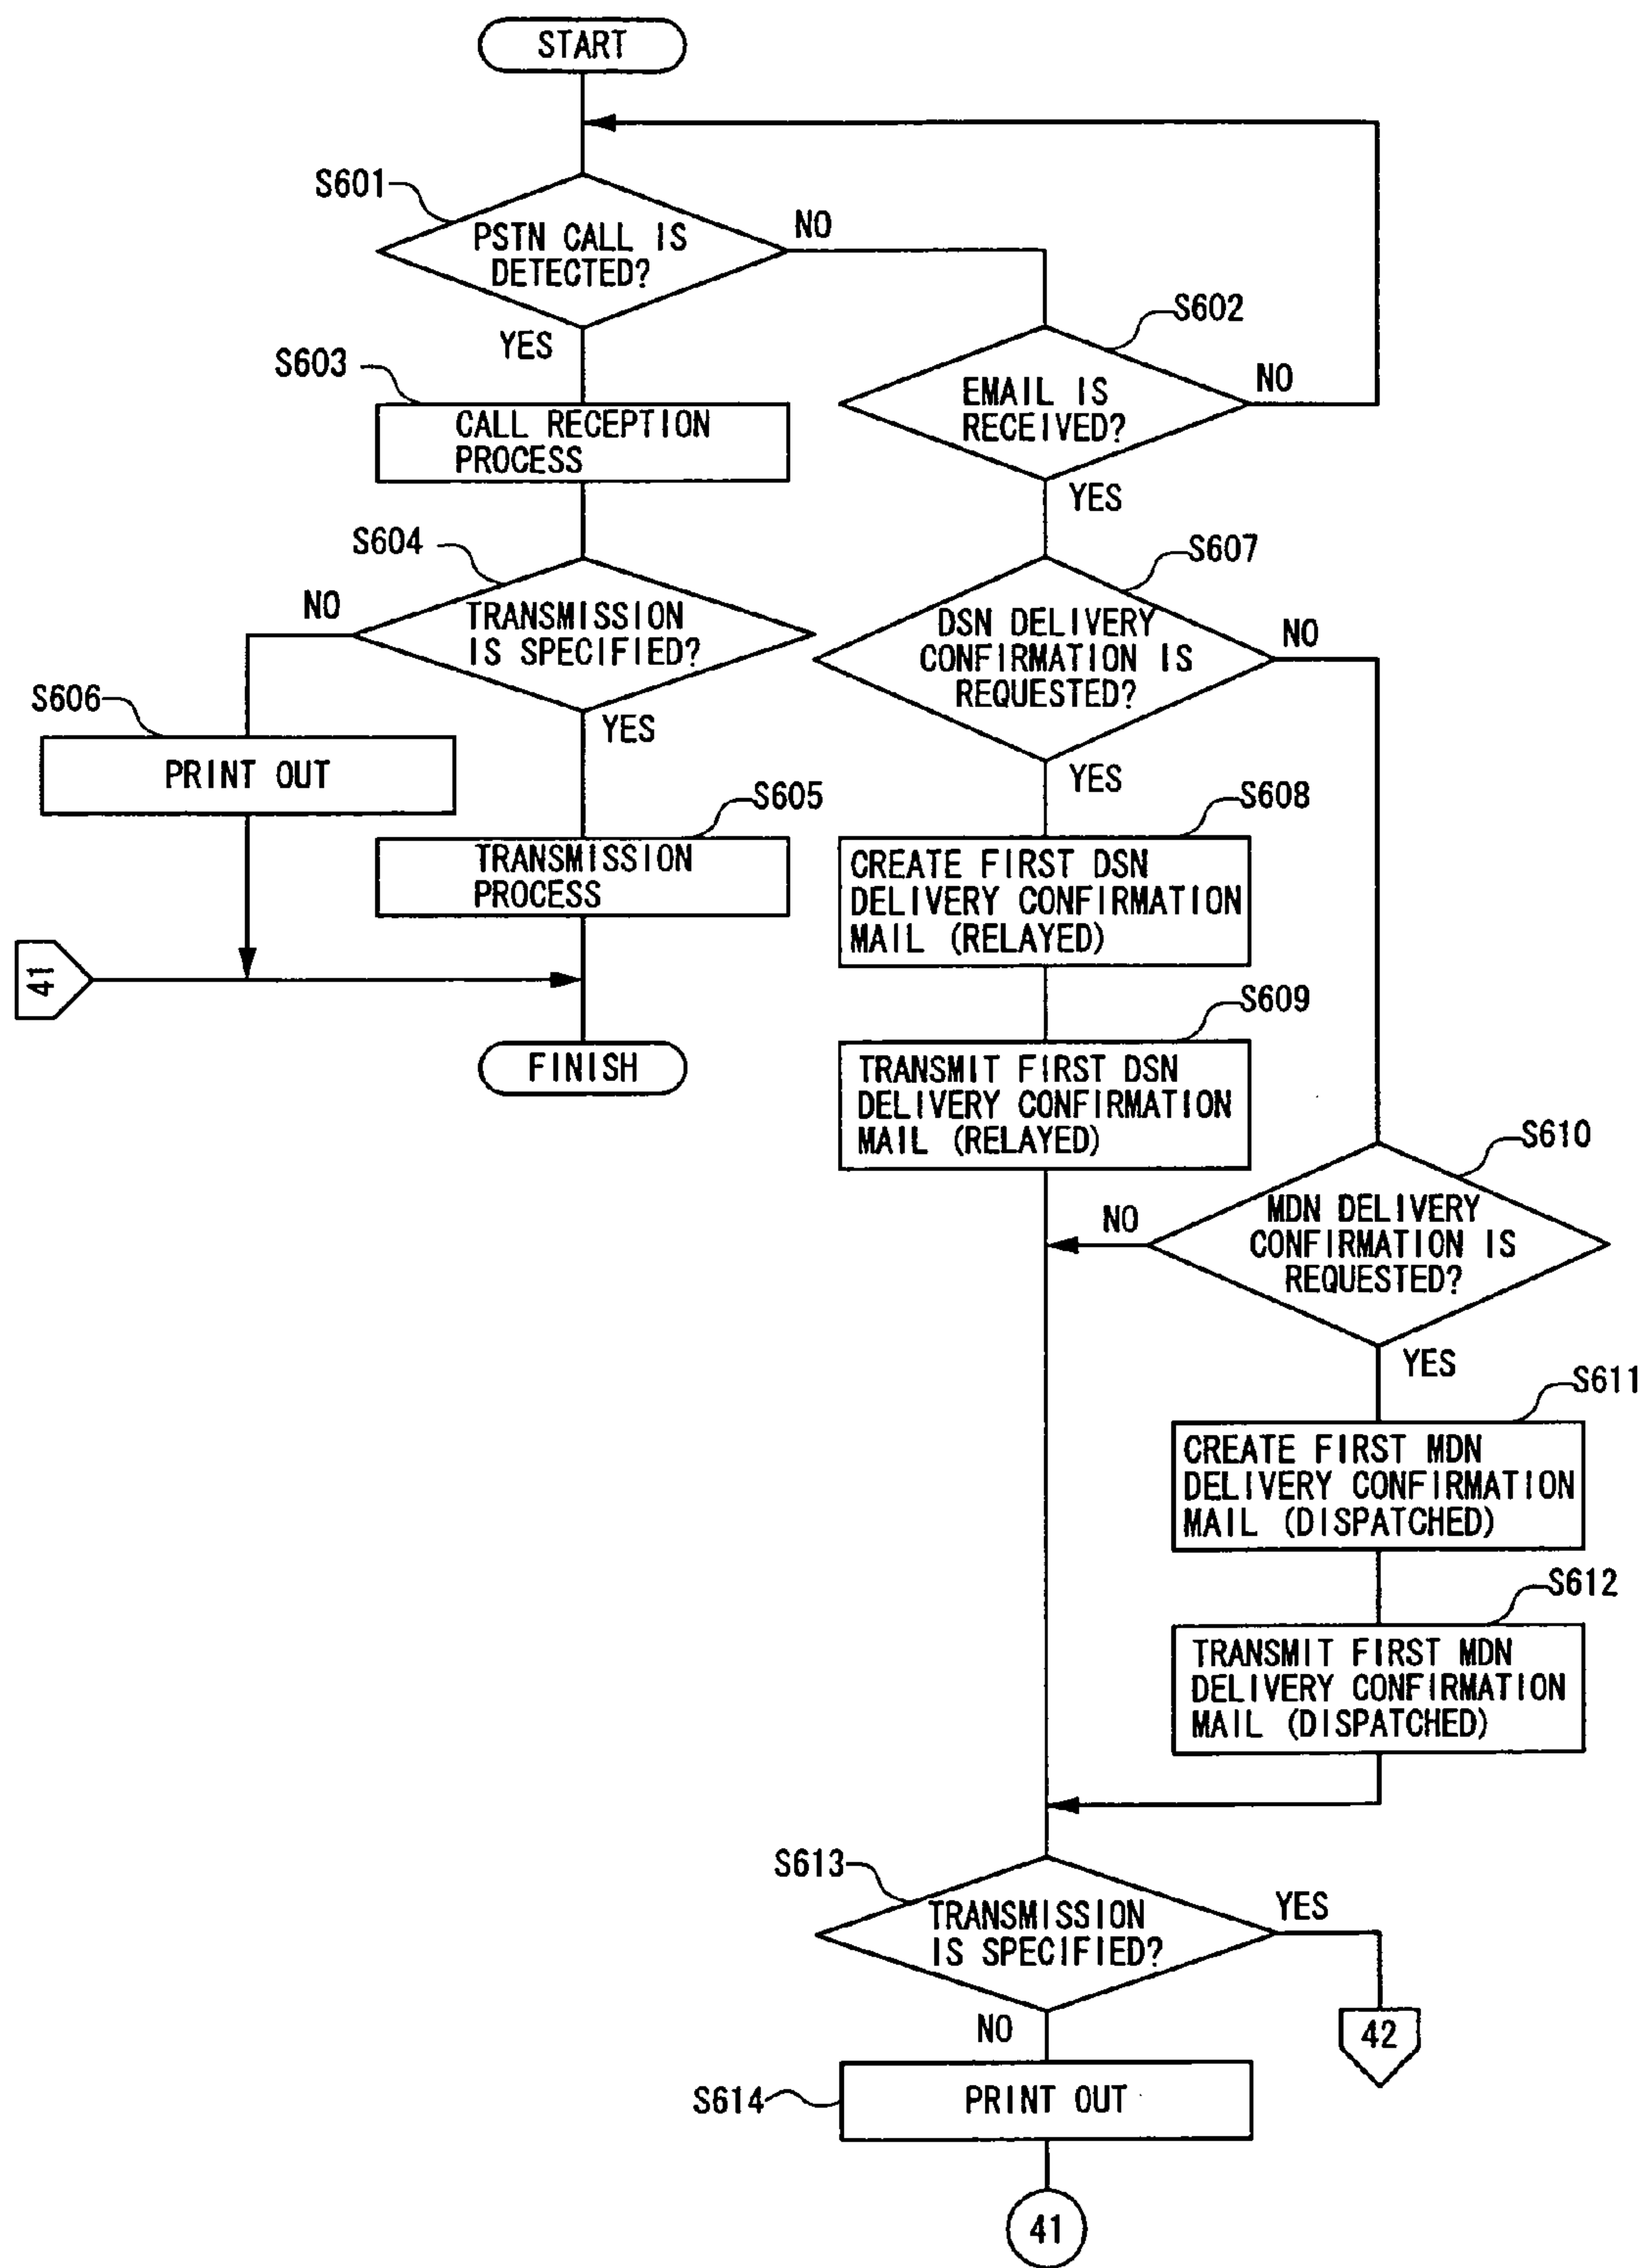 START
S601
PSTN CALL IS
DETECTED?
NO
YES
S602
EMAIL IS
RECEIVED?
NO
YES
S603
CALL RECEPTION
PROCESS
S604
TRANSMISSION
IS SPECIFIED?
NO
YES
S606
PRINT OUT
S605
TRANSMISSION
PROCESS
41
FINISH
S607
DSN DELIVERY
CONFIRMATION IS
REQUESTED?
NO
YES
S608
CREATE FIRST DSN
DELIVERY CONFIRMATION
MAIL (RELAYED)
S609
TRANSMIT FIRST DSN
DELIVERY CONFIRMATION
MAIL (RELAYED)
S610
MDN DELIVERY
CONFIRMATION IS
REQUESTED?
NO
YES
S611
CREATE FIRST MDN
DELIVERY CONFIRMATION
MAIL (DISPATCHED)
S612
TRANSMIT FIRST MDN
DELIVERY CONFIRMATION
MAIL (DISPATCHED)
S613
TRANSMISSION
IS SPECIFIED?
YES
NO
42
S614
PRINT OUT
41